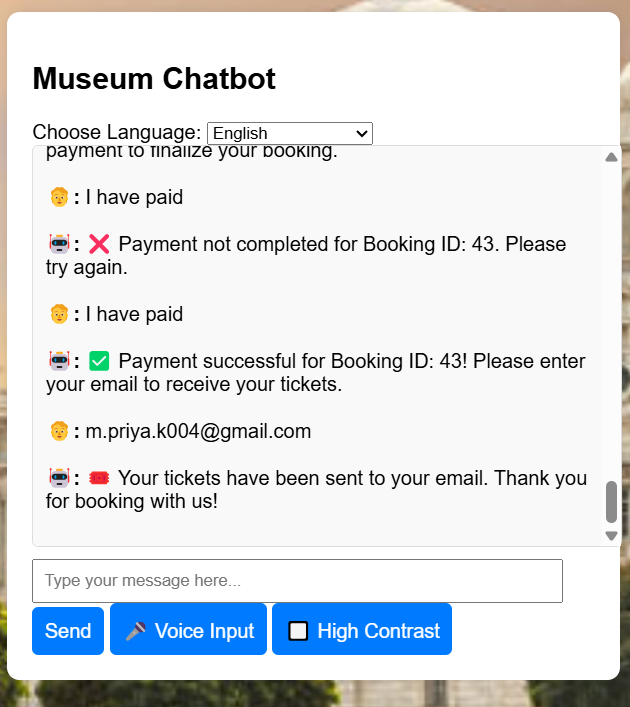 Museum Chatbot
Choose Language: English
payment to finalize your booking.
🧑: I have paid
🤖: ❌ Payment not completed for Booking ID: 43. Please
try again.
🧑: I have paid
🤖: ✅ Payment successful for Booking ID: 43! Please enter
your email to receive your tickets.
🧑: m.priya.k004@gmail.com
🤖: 🎟️ Your tickets have been sent to your email. Thank you
for booking with us!
Type your message here...
Send 🎤 Voice Input 🔲 High Contrast